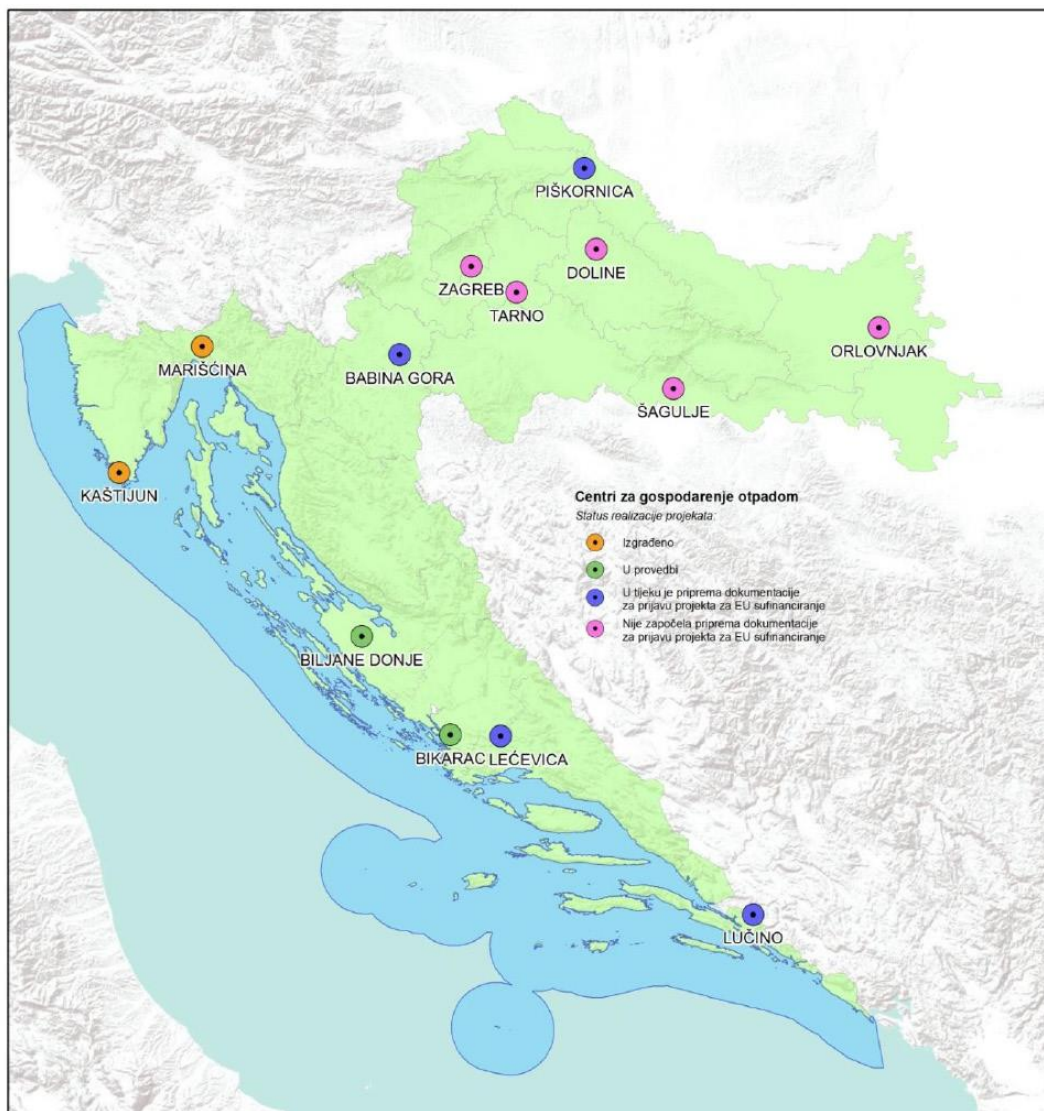 PIŠKORNICA
DOLINE
ZAGREB
TARNO
ORLOVNJAK
MARIŠĆINA
BABINA GORA
ŠAGULJE
KAŠTIJUN
Centri za gospodarenje otpadom
Status realizacije projekata:
Izgrađeno
U provedbi
U tijeku je priprema dokumentacije
za prijavu projekta za EU sufinanciranje
Nije započela priprema dokumentacije
za prijavu projekta za EU sufinanciranje
BILJANE DONJE
BIKARAC
LEĆEVICA
LUČINO